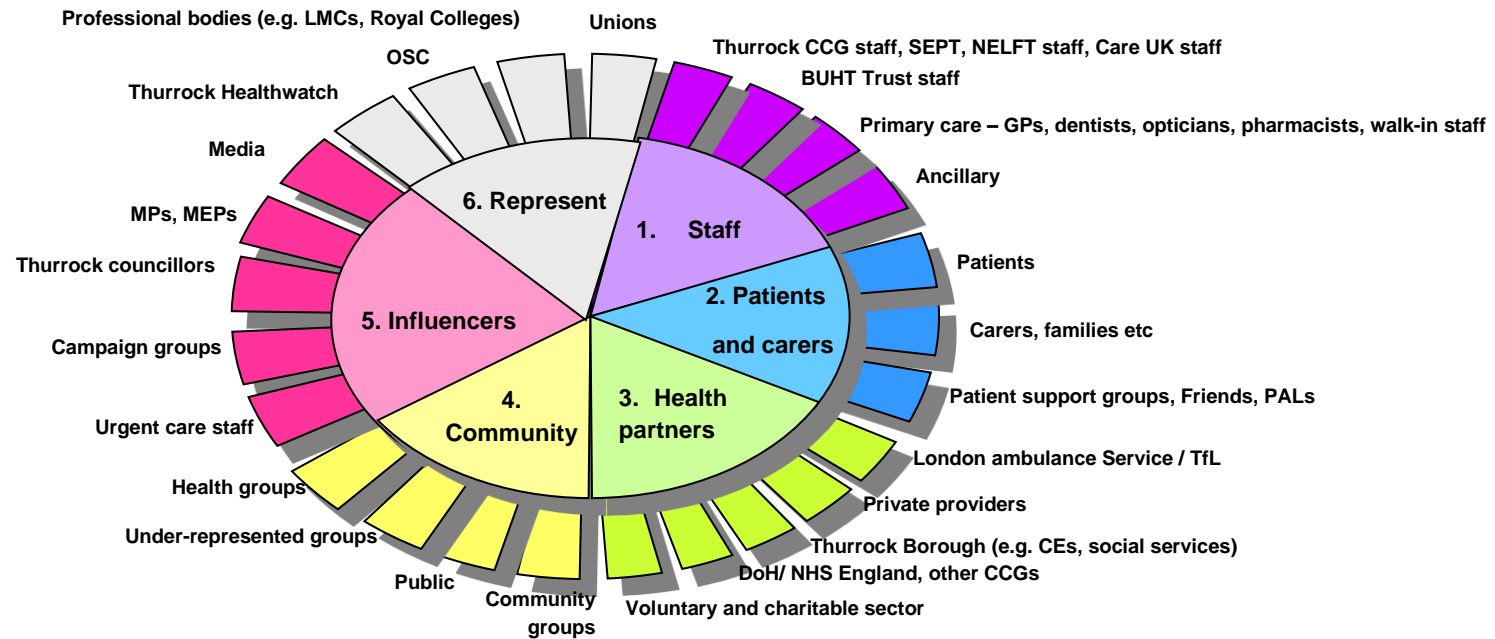 Professional bodies (e.g. LMCs, Royal Colleges)
Unions
OSC
Thurrock CCG staff, SEPT, NELFT staff, Care UK staff
BUHT Trust staff
Thurrock Healthwatch
Primary care – GPs, dentists, opticians, pharmacists, walk-in staff
Media
Ancillary
6. Represent
MPs, MEPs
1. Staff
Thurrock councillors
Patients
2. Patients
and carers
5. Influencers
Carers, families etc
Campaign groups
Patient support groups, Friends, PALs
4.
Community
3. Health
partners
Urgent care staff
London ambulance Service / TfL
Health groups
Private providers
Under-represented groups
Thurrock Borough (e.g. CEs, social services)
DoH/ NHS England, other CCGs
Public
Community
groups
Voluntary and charitable sector